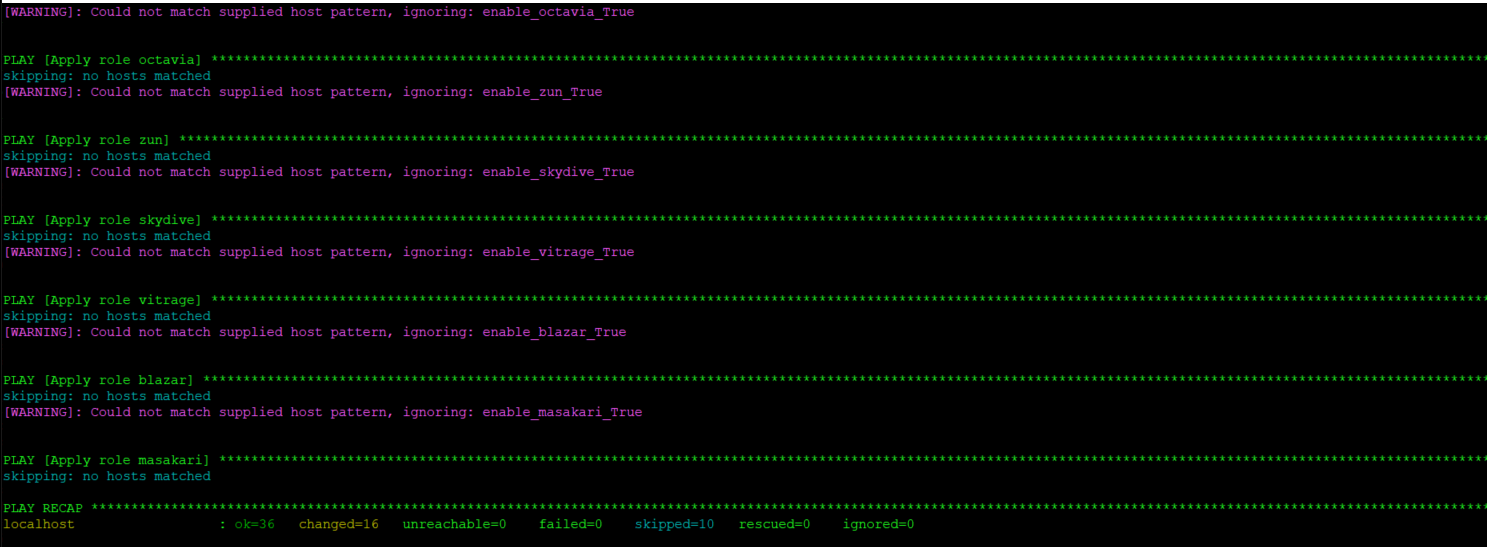 [WARNING]: Could not match supplied host pattern, ignoring: enable_octavia_True
PLAY [Apply role octavia] ****************************************************************************************************************************************************************
skipping: no hosts matched
[WARNING]: Could not match supplied host pattern, ignoring: enable_zun_True
PLAY [Apply role zun] ********************************************************************************************************************************************************************
skipping: no hosts matched
[WARNING]: Could not match supplied host pattern, ignoring: enable_skydive_True
PLAY [Apply role skydive] ****************************************************************************************************************************************************************
skipping: no hosts matched
[WARNING]: Could not match supplied host pattern, ignoring: enable_vitrage_True
PLAY [Apply role vitrage] ****************************************************************************************************************************************************************
skipping: no hosts matched
[WARNING]: Could not match supplied host pattern, ignoring: enable_blazar_True
PLAY [Apply role blazar] *****************************************************************************************************************************************************************
skipping: no hosts matched
[WARNING]: Could not match supplied host pattern, ignoring: enable_masakari_True
PLAY [Apply role masakari] ***************************************************************************************************************************************************************
skipping: no hosts matched
PLAY RECAP *******************************************************************************************************************************************************************************
localhost                  : ok=36   changed=16   unreachable=0    failed=0    skipped=10   rescued=0    ignored=0